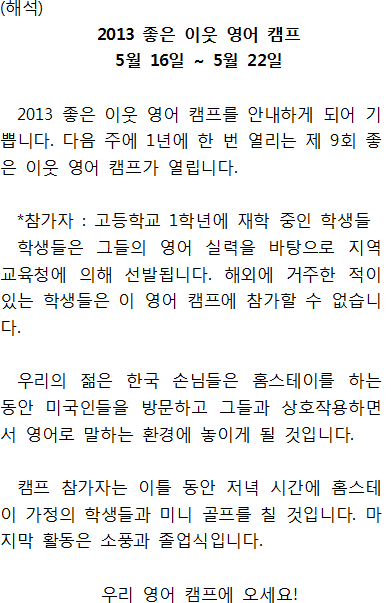 (해석)
2013 좋은 이웃 영어 캠프
5월 16일 ~ 5월 22일
2013 좋은 이웃 영어 캠프를 안내하게 되어 기
쁩니다. 다음 주에 1년에 한 번 열리는 제 9회 좋
은 이웃 영어 캠프가 열립니다.
*참가자 : 고등학교 1학년에 재학 중인 학생들
학생들은 그들의 영어 실력을 바탕으로 지역
교육청에 의해 선발됩니다. 해외에 거주한 적이
있는 학생들은 이 영어 캠프에 참가할 수 없습니
다.
우리의 젊은 한국 손님들은 홈스테이를 하는
동안 미국인들을 방문하고 그들과 상호작용하면
서 영어로 말하는 환경에 놓이게 될 것입니다.
캠프 참가자는 이틀 동안 저녁 시간에 홈스테
이 가정의 학생들과 미니 골프를 칠 것입니다. 마
지막 활동은 소풍과 졸업식입니다.
우리 영어 캠프에 오세요!